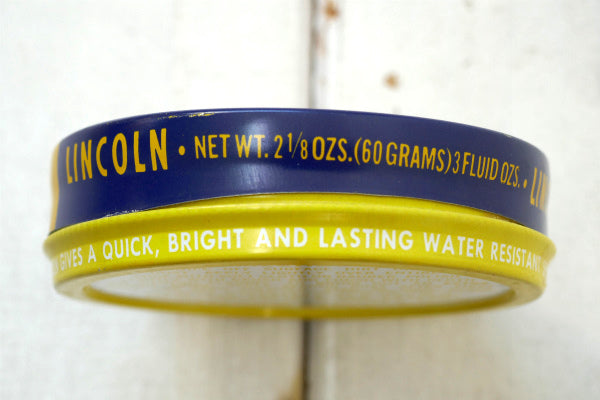 LINCOLN • NET WT. 2 1/8 OZS. (60 GRAMS) 3 FLUID OZS. •
GIVES A QUICK, BRIGHT AND LASTING WATER RESISTANT